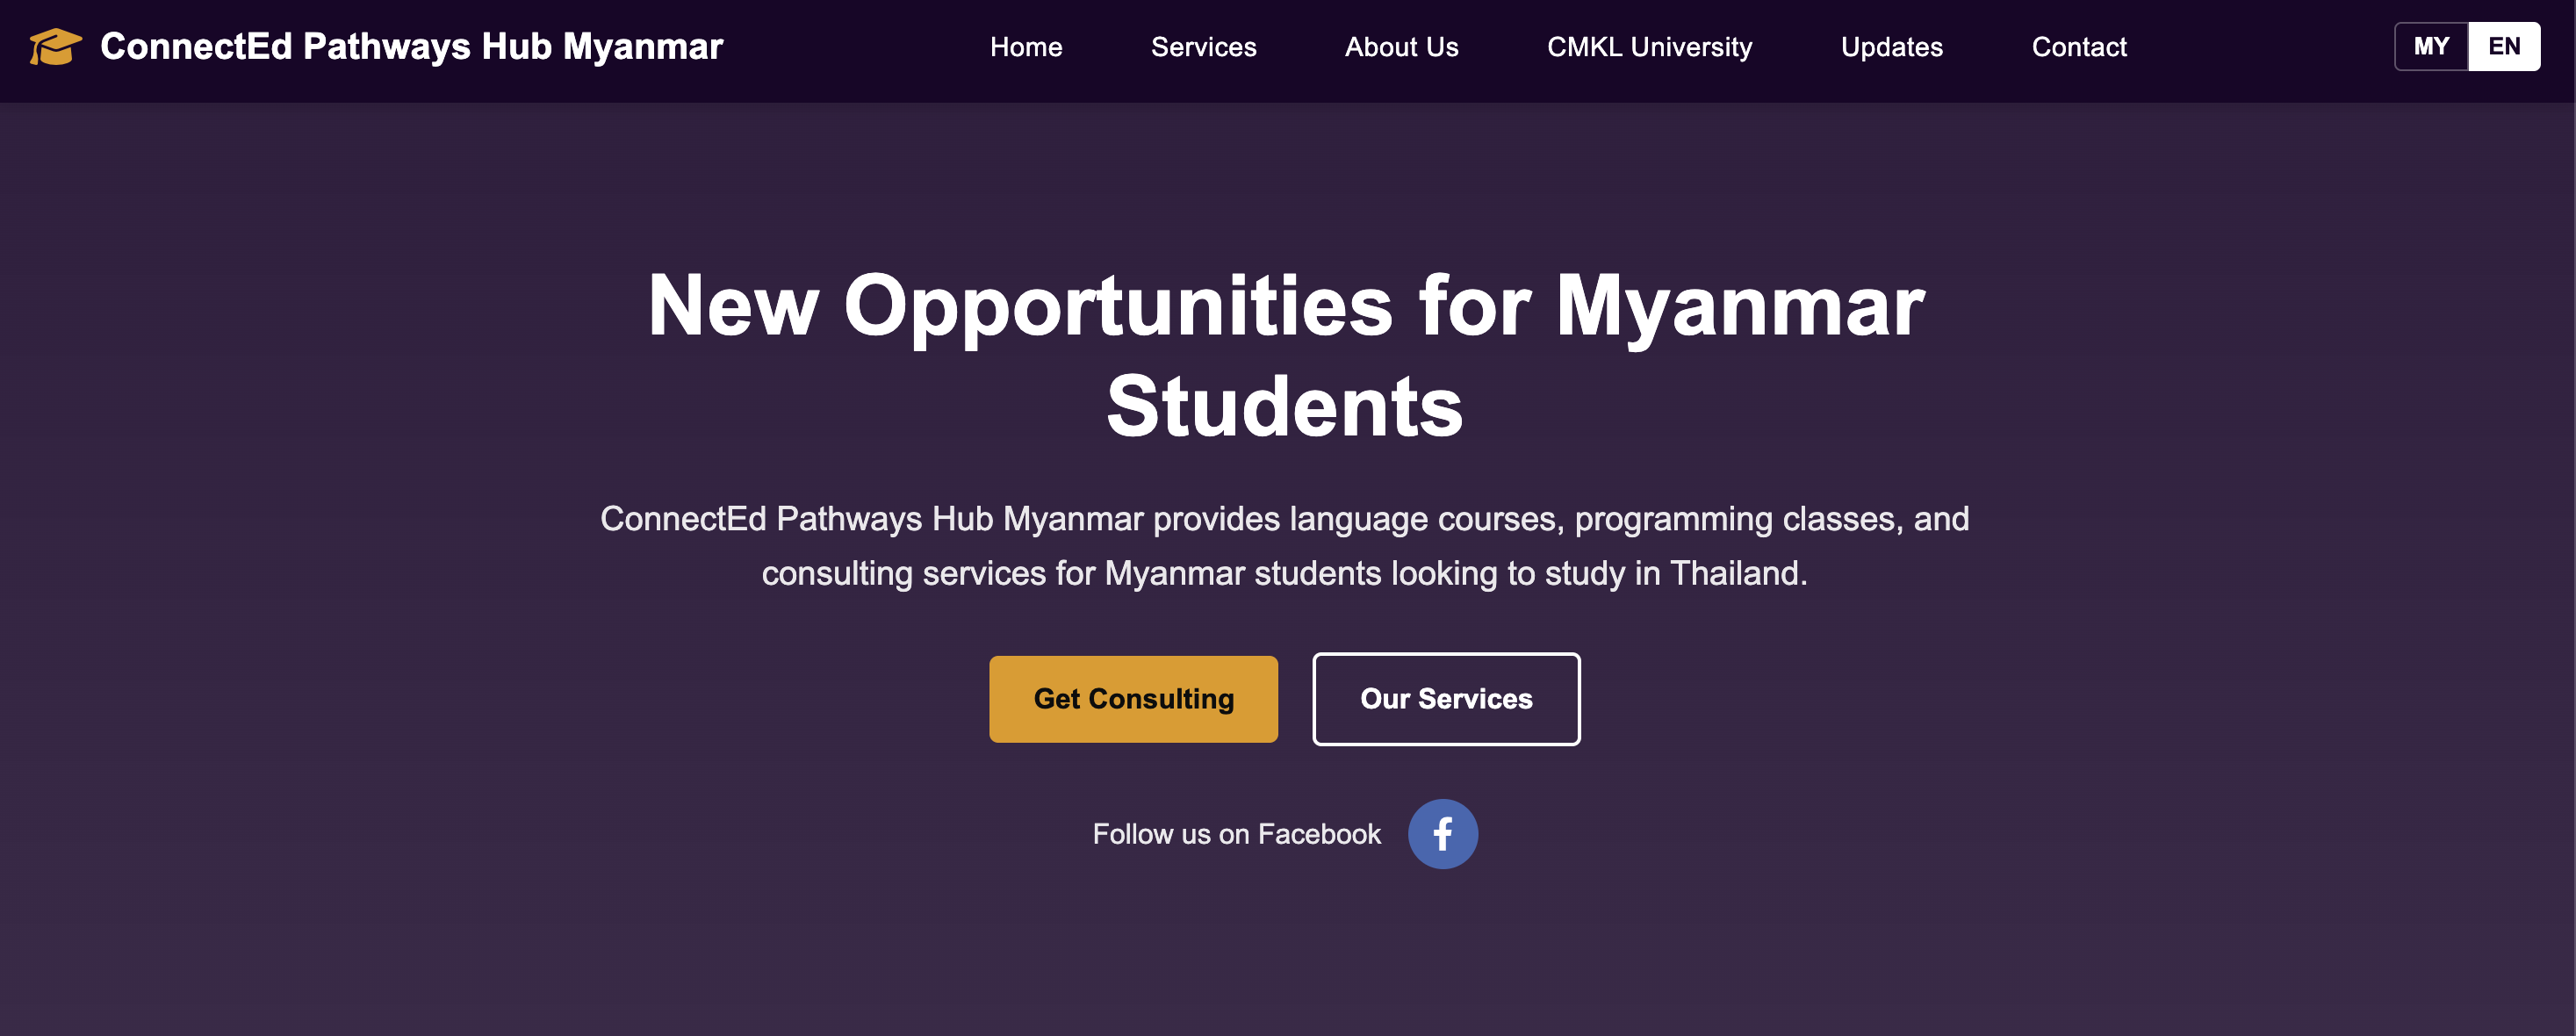 ConnectEd Pathways Hub Myanmar
Home
Services
About Us
CMKL University
Updates
Contact
MY
EN
New Opportunities for Myanmar
Students
ConnectEd Pathways Hub Myanmar provides language courses, programming classes, and
consulting services for Myanmar students looking to study in Thailand.
Get Consulting
Our Services
Follow us on Facebook